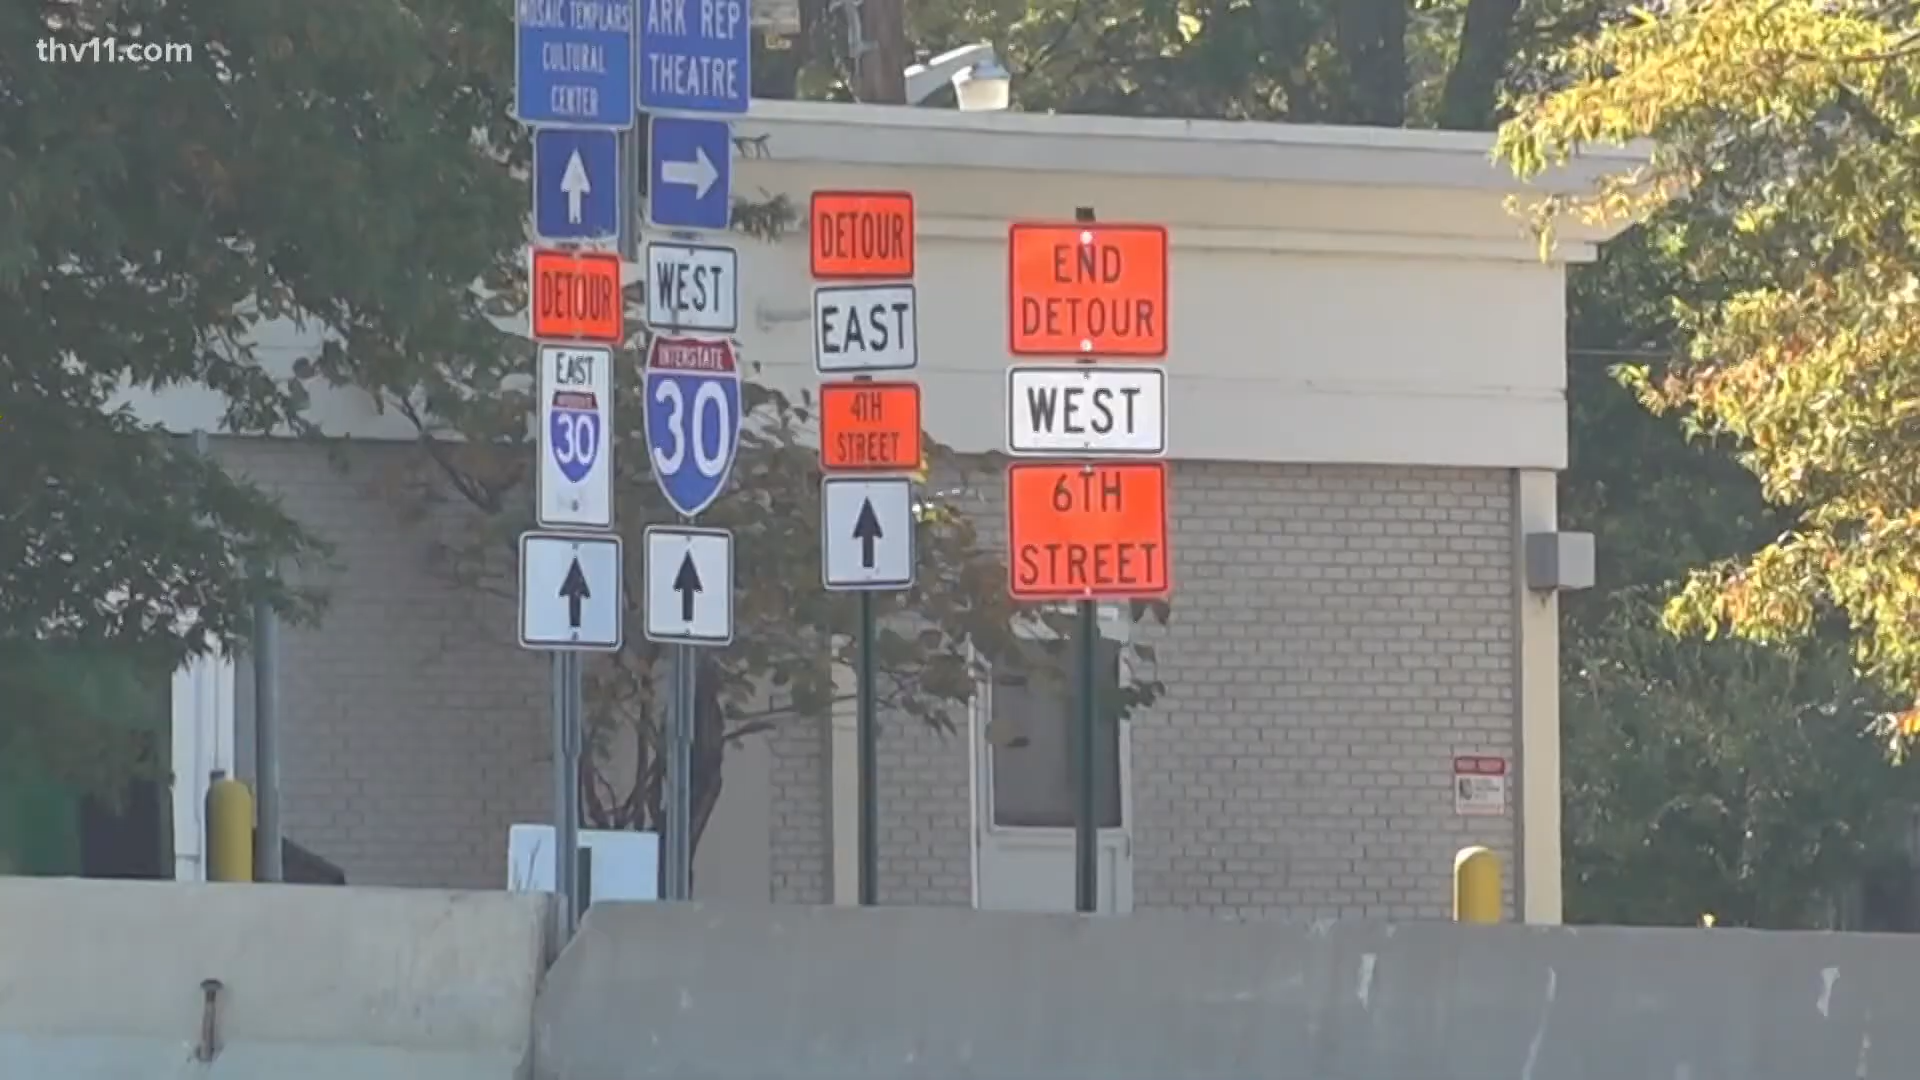 thv11.com
MOSAIC TEMPLARS
CULTURAL
CENTER
ARK REP
THEATRE
DETOUR
EAST
30
WEST
INTERSTATE
30
DETOUR
EAST
4TH
STREET
END
DETOUR
WEST
6TH
STREET